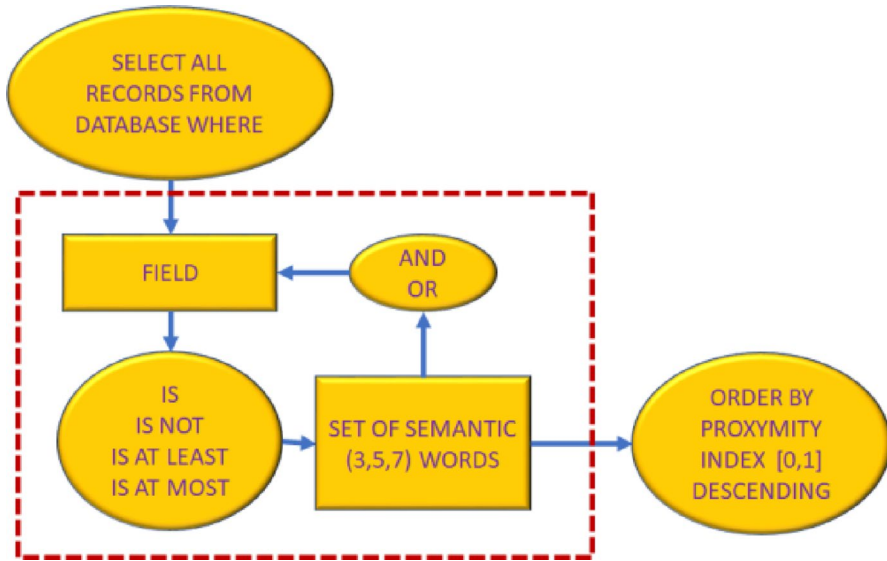 SELECT ALL
RECORDS FROM
DATABASE WHERE
FIELD
AND
OR
IS
IS NOT
IS AT LEAST
IS AT MOST
SET OF SEMANTIC
(3,5,7) WORDS
ORDER BY
PROXYMITY
INDEX [0,1]
DESCENDING